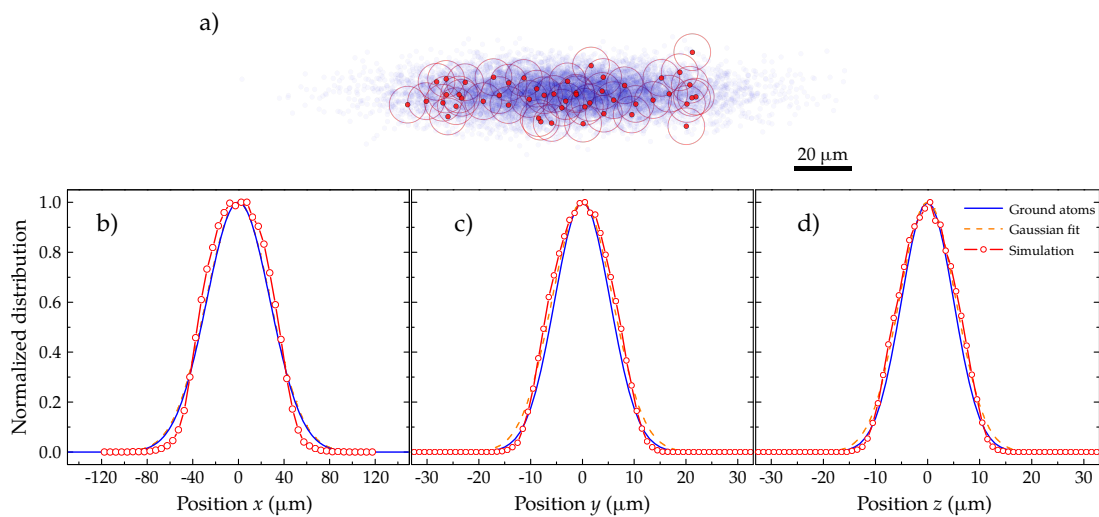 a)
20 μm
b)
c)
d)
Ground atoms
Gaussian fit
Simulation
Normalized distribution
1.0
0.8
0.6
0.4
0.2
0.0
-120 -80 -40 0 40 80 120
-30 -20 -10 0 10 20 30
-30 -20 -10 0 10 20 30
Position x (μm)
Position y (μm)
Position z (μm)